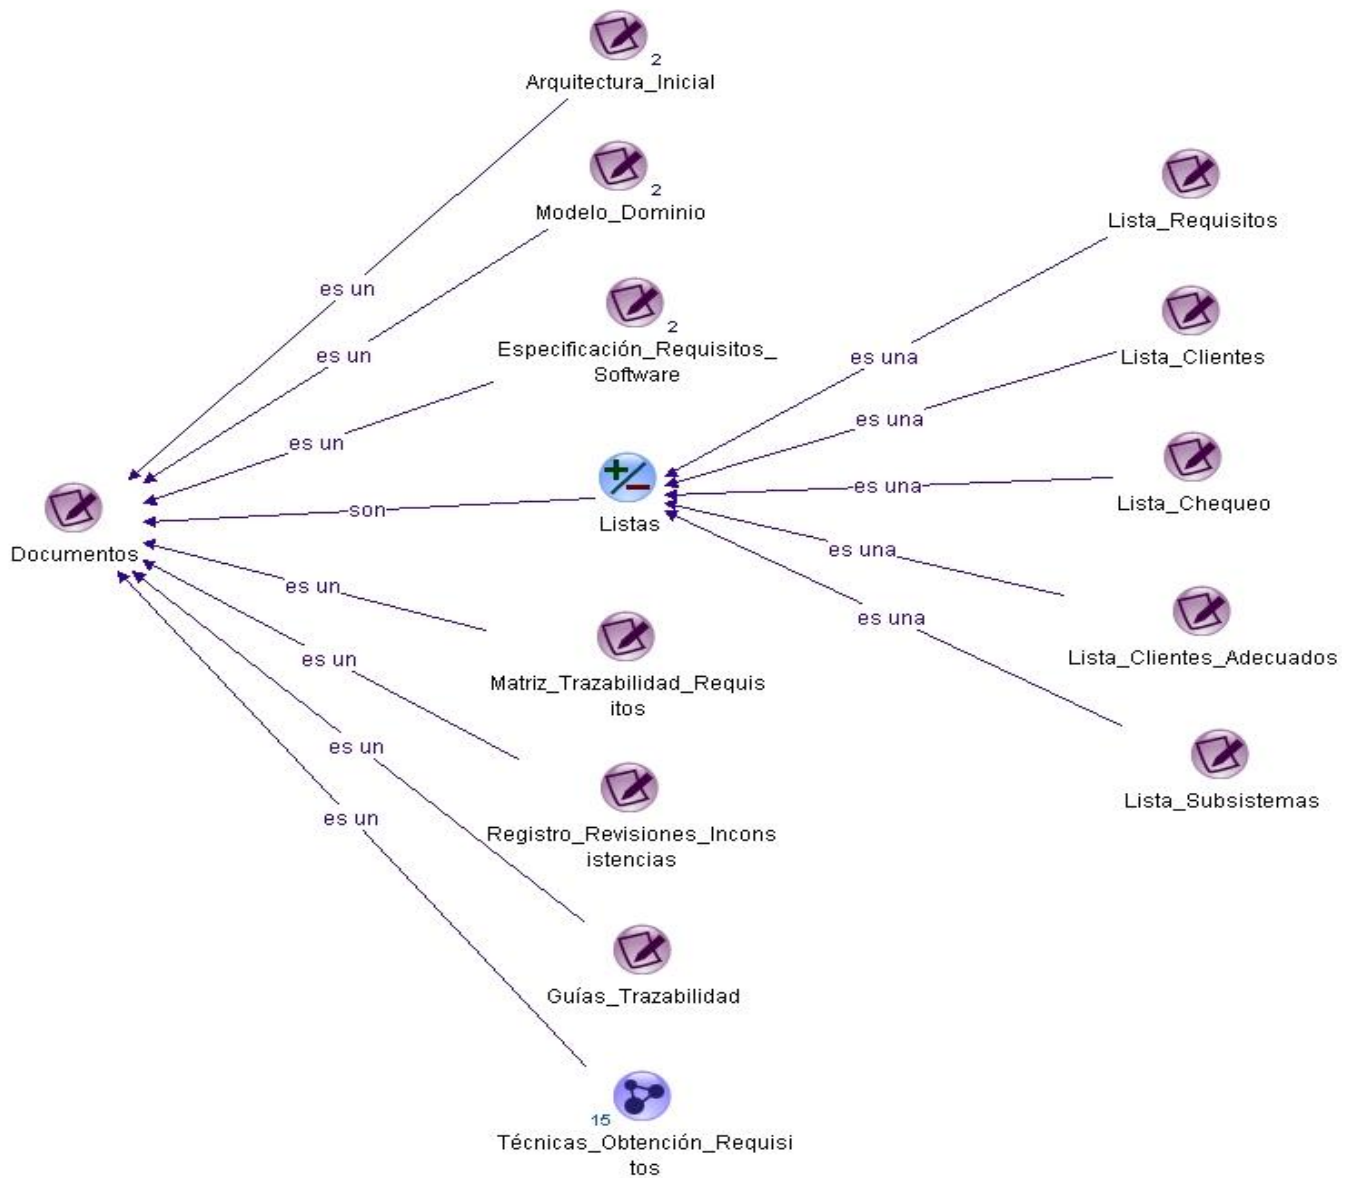 2
Arquitectura_Inicial
2
Modelo_Dominio
Lista_Requisitos
es un
es un
2
Especificación_Requisitos_
Software
es una
Lista_Clientes
es un
es una
Documentos
son
Listas
es una
Lista_Chequeo
es un
es una
es un
Matriz_Trazabilidad_Requis
itos
es una
Lista_Clientes_Adecuados
es un
Registro_Revisiones_Incons
istencias
Lista_Subsistemas
es un
Guías_Trazabilidad
15
Técnicas_Obtención_Requisi
tos